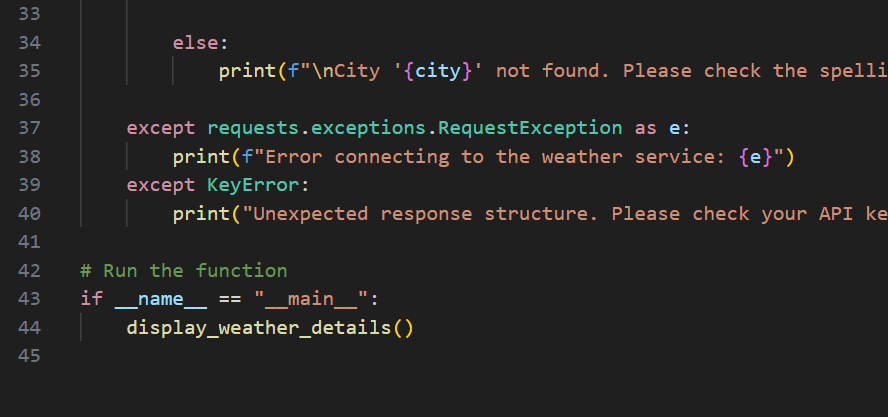 33
34 else:
35 print(f"\nCity '{city}' not found. Please check the spelli
36
37 except requests.exceptions.RequestException as e:
38 print(f"Error connecting to the weather service: {e}")
39 except KeyError:
40 print("Unexpected response structure. Please check your API ke
41
42 # Run the function
43 if __name__ == "__main__":
44 display_weather_details()
45